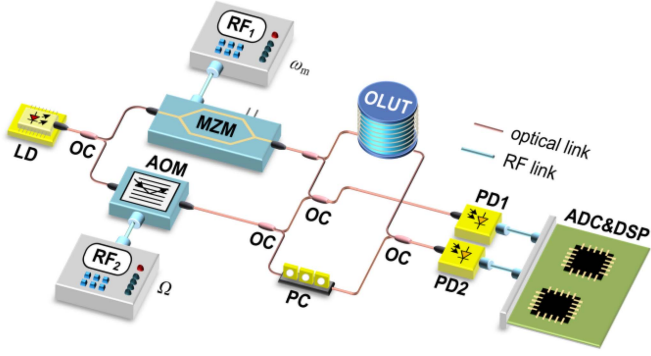 RF1
ωm
OLUT
MZM
optical link
RF link
LD
OC
AOM
PD1
ADC&DSP
OC
OC
OC
RF2
PD2
PC
Ω